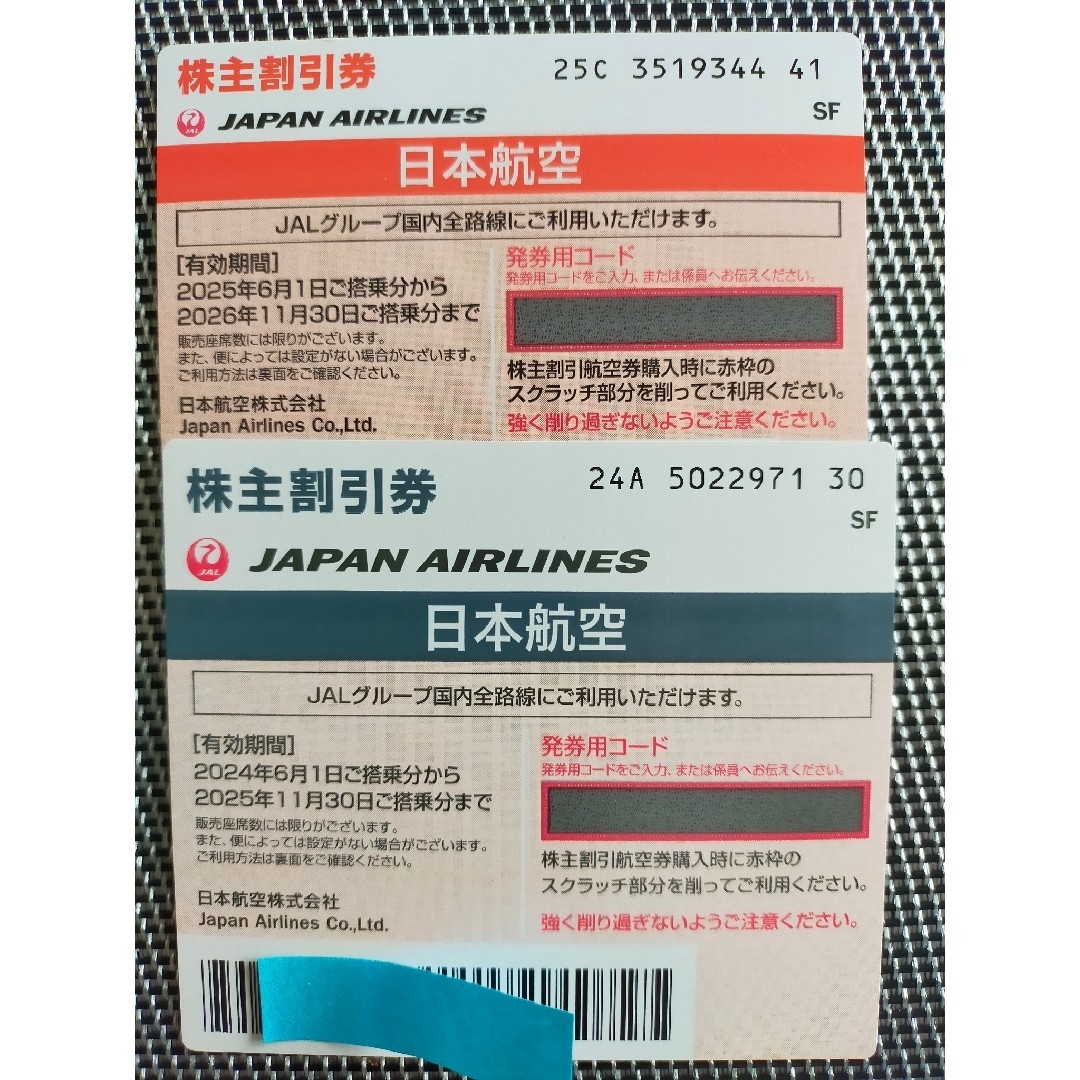 株主割引券
25C 3519344 41
JAL JAPAN AIRLINES
SF
日本航空
JALグループ国内全路線にご利用いただけます。
[有効期間]
2025年6月1日ご搭乗分から
2026年11月30日ご搭乗分まで
販売座席数には限りがございます。
また、便によっては設定がない場合がございます。
ご利用方法は裏面をご確認ください。
日本航空株式会社
Japan Airlines Co.,Ltd.
発券用コード
発券用コードをご入力、または係員へお伝えください。
株主割引航空券購入時に赤枠の
スクラッチ部分を削ってご利用ください。
強く削り過ぎないようご注意ください。
株主割引券
24A 5022971 30
SF
JAL JAPAN AIRLINES
日本航空
JALグループ国内全路線にご利用いただけます。
[有効期間]
2024年6月1日ご搭乗分から
2025年11月30日ご搭乗分まで
販売座席数には限りがございます。
また、便によっては設定がない場合がございます。
ご利用方法は裏面をご確認ください。
日本航空株式会社
Japan Airlines Co.,Ltd.
発券用コード
発券用コードをご入力、または係員へお伝えください。
株主割引航空券購入時に赤枠の
スクラッチ部分を削ってご利用ください。
強く削り過ぎないようご注意ください。